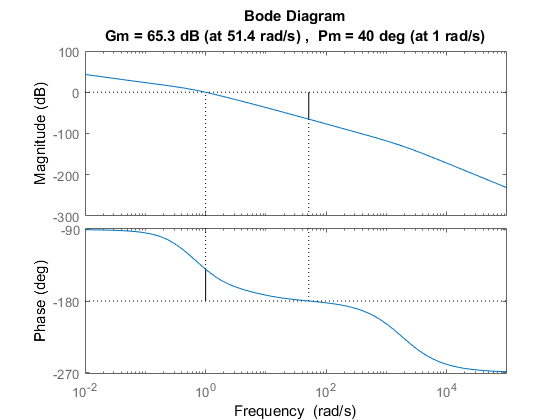 Bode Diagram
Gm = 65.3 dB (at 51.4 rad/s) , Pm = 40 deg (at 1 rad/s)
Magnitude (dB)
100
0
-100
-200
-300
Phase (deg)
-90
-180
-270
10^-2 10^0 10^2 10^4
Frequency (rad/s)